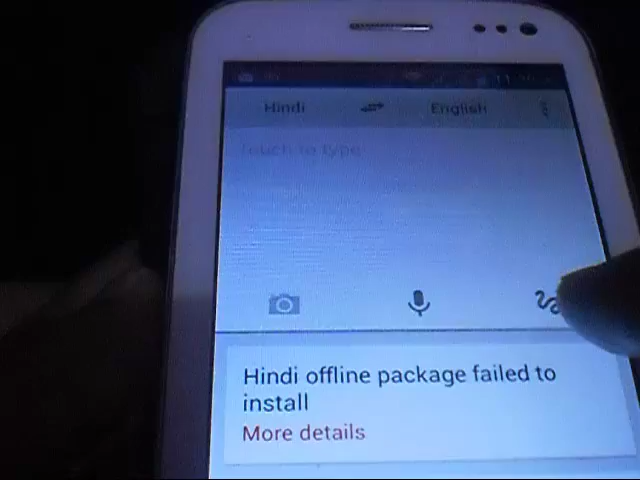 Hindi English
Touch to type
Hindi offline package failed to
install
More details